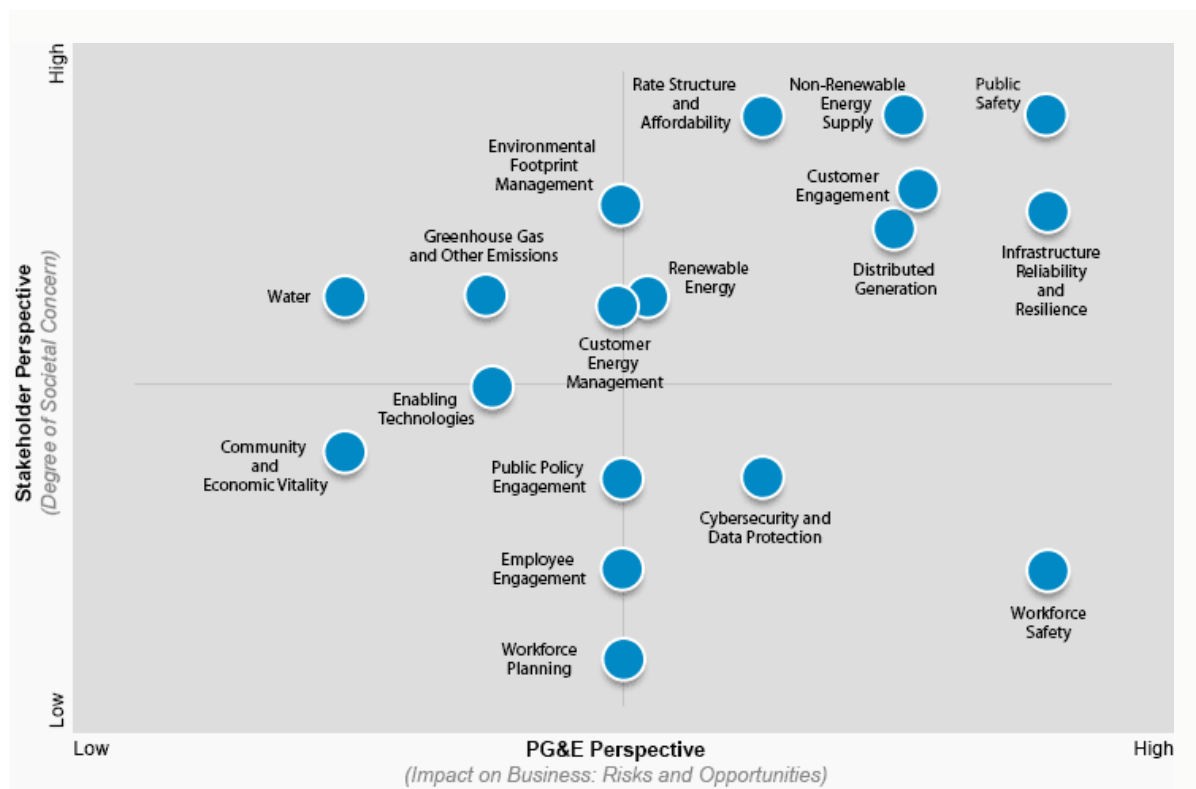 High
Rate Structure
and
Affordability
Non-Renewable
Energy
Supply
Public
Safety
Environmental
Footprint
Management
Customer
Engagement
Greenhouse Gas
and Other Emissions
Infrastructure
Reliability
and
Resilience
Distributed
Generation
Renewable
Energy
Water
Customer
Energy
Management
Enabling
Technologies
Community
and
Economic Vitality
Public Policy
Engagement
Cybersecurity and
Data Protection
Employee
Engagement
Workforce
Safety
Workforce
Planning
Stakeholder Perspective
(Degree of Societal Concern)
Low
Low
PG&E Perspective
High
(Impact on Business: Risks and Opportunities)